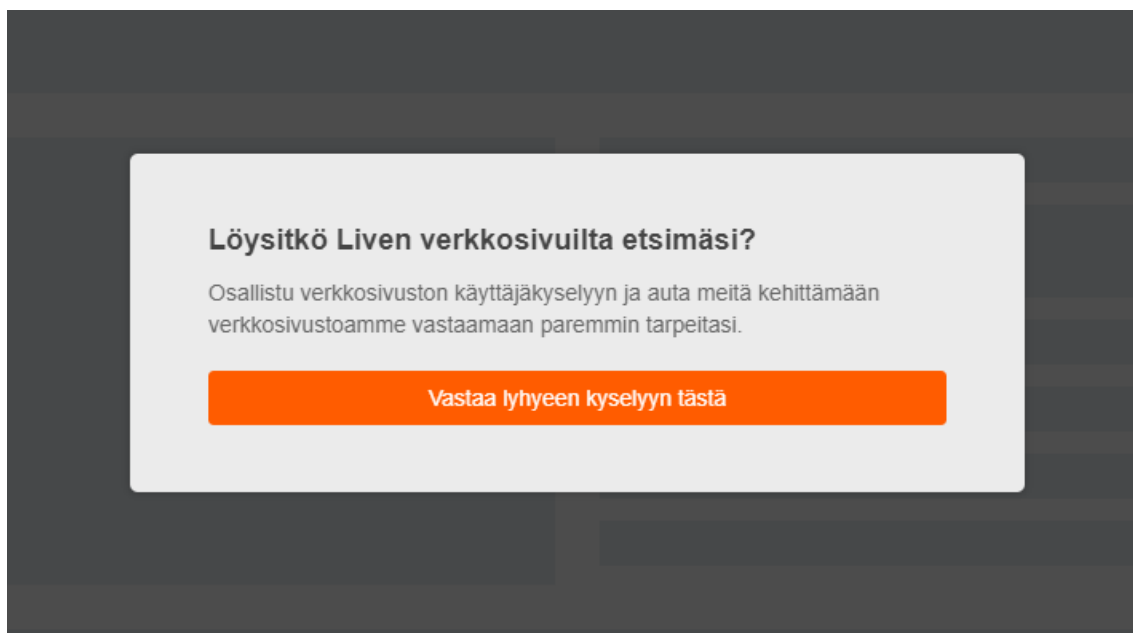 Löysitkö Liven verkkosivuilta etsimäsi?
Osallistu verkkosivuston käyttäjäkyselyyn ja auta meitä kehittämään
verkkosivustoamme vastaamaan paremmin tarpeitasi.
Vastaa lyhyeen kyselyyn tästä